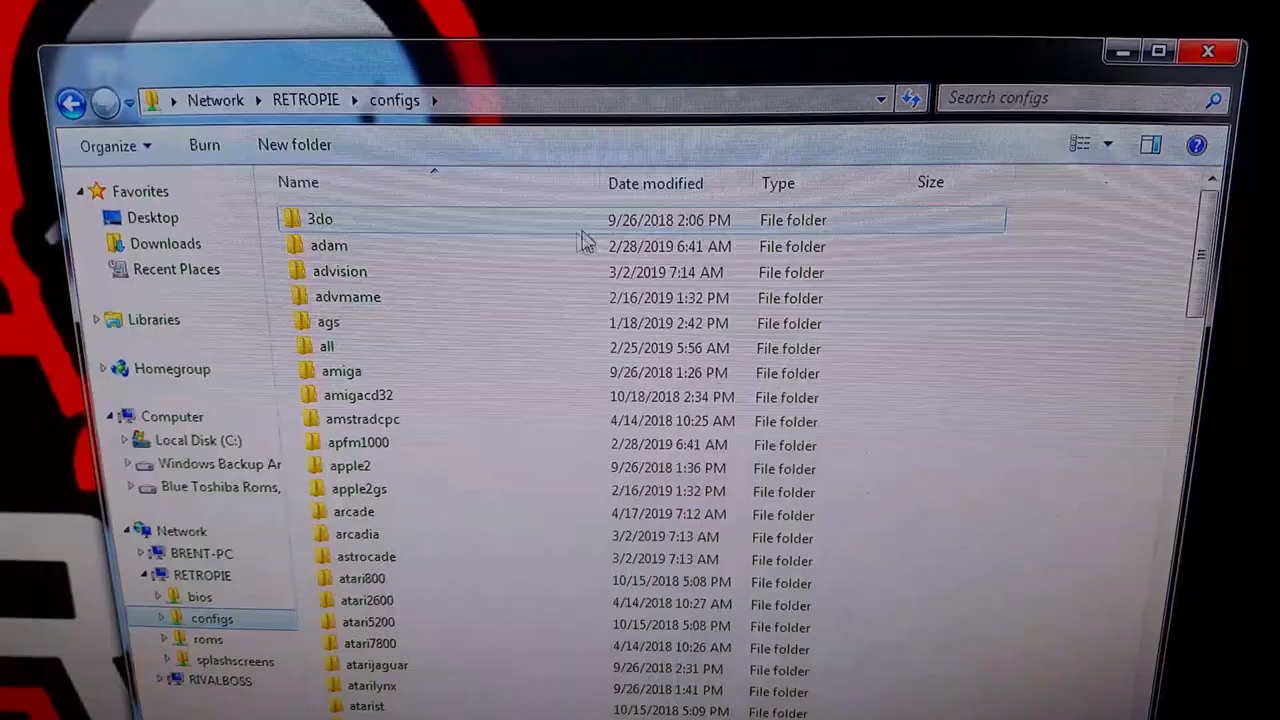 Network RETROPIE configs
Search configs
Organize Burn New folder
Name Date modified Type Size
Favorites
Desktop
Downloads
Recent Places
Libraries
Homegroup
Computer
Local Disk (C:)
Windows Backup Ar
Blue Toshiba Roms,
Network
BRENT-PC
RETROPIE
bios
configs
roms
splashscreens
RIVALBOSS
3do 9/26/2018 2:06 PM File folder
adam 2/28/2019 6:41 AM File folder
advision 3/2/2019 7:14 AM File folder
advmame 2/16/2019 1:32 PM File folder
ags 1/18/2019 2:42 PM File folder
all 2/25/2019 5:56 AM File folder
amiga 9/26/2018 1:26 PM File folder
amigacd32 10/18/2018 2:34 PM File folder
amstradcpc 4/14/2018 10:25 AM File folder
apfm1000 2/28/2019 6:41 AM File folder
apple2 9/26/2018 1:36 PM File folder
apple2gs 2/16/2019 1:32 PM File folder
arcade 4/17/2019 7:12 AM File folder
arcadia 3/2/2019 7:13 AM File folder
astrocade 3/2/2019 7:13 AM File folder
atari800 10/15/2018 5:08 PM File folder
atari2600 4/14/2018 10:27 AM File folder
atari5200 10/15/2018 5:08 PM File folder
atari7800 4/14/2018 10:26 AM File folder
atarijaguar 9/26/2018 2:31 PM File folder
atarilynx 9/26/2018 1:41 PM File folder
atarist 10/15/2018 5:09 PM File folder